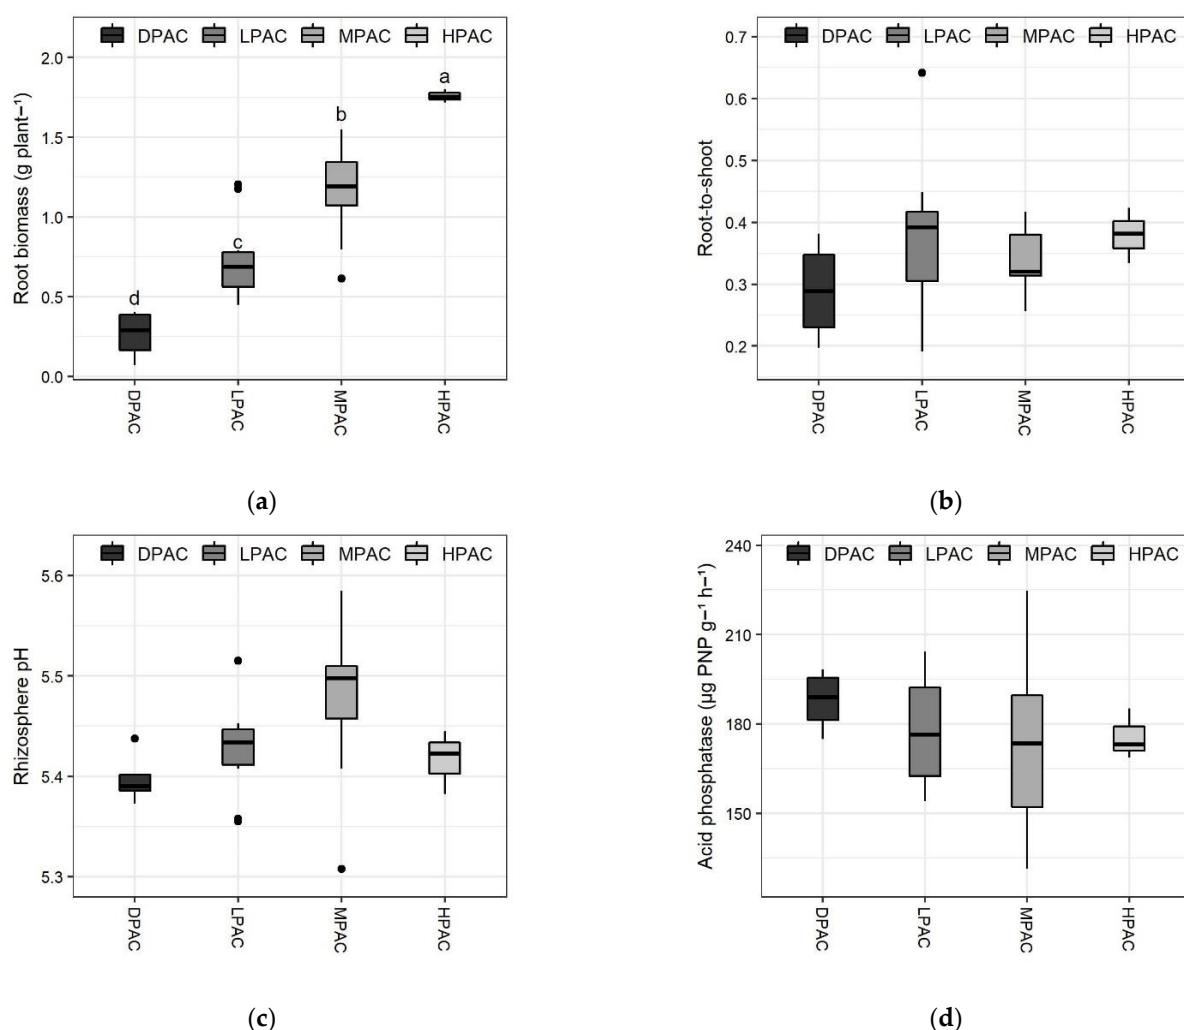 DPAC LPAC MPAC HPAC
2.0
1.5
1.0
0.5
0.0
Root biomass (g plant−¹)
d
c
b
a
DPAC
LPAC
MPAC
HPAC
(a)
DPAC LPAC MPAC HPAC
0.7
0.6
0.5
0.4
0.3
0.2
Root-to-shoot
DPAC
LPAC
MPAC
HPAC
(b)
DPAC LPAC MPAC HPAC
5.6
5.5
5.4
5.3
Rhizosphere pH
DPAC
LPAC
MPAC
HPAC
(c)
DPAC LPAC MPAC HPAC
240
210
180
150
Acid phosphatase (µg PNP g−¹ h−¹)
DPAC
LPAC
MPAC
HPAC
(d)